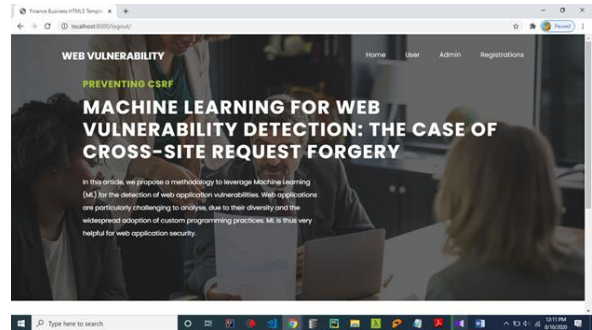 Finance Business HTML5 Templa
localhost:8000/logout/
Paused
WEB VULNERABILITY
Home User Admin Registrations
PREVENTING CSRF
MACHINE LEARNING FOR WEB
VULNERABILITY DETECTION: THE CASE OF
CROSS-SITE REQUEST FORGERY
In this article, we propose a methodology to leverage Machine Learning
(ML) for the detection of web application vulnerabilities. Web applications
are particularly challenging to analyse, due to their diversity and the
widespread adoption of custom programming practices. ML is thus very
helpful for web application security.
Type here to search
12:11 PM
8/10/2020